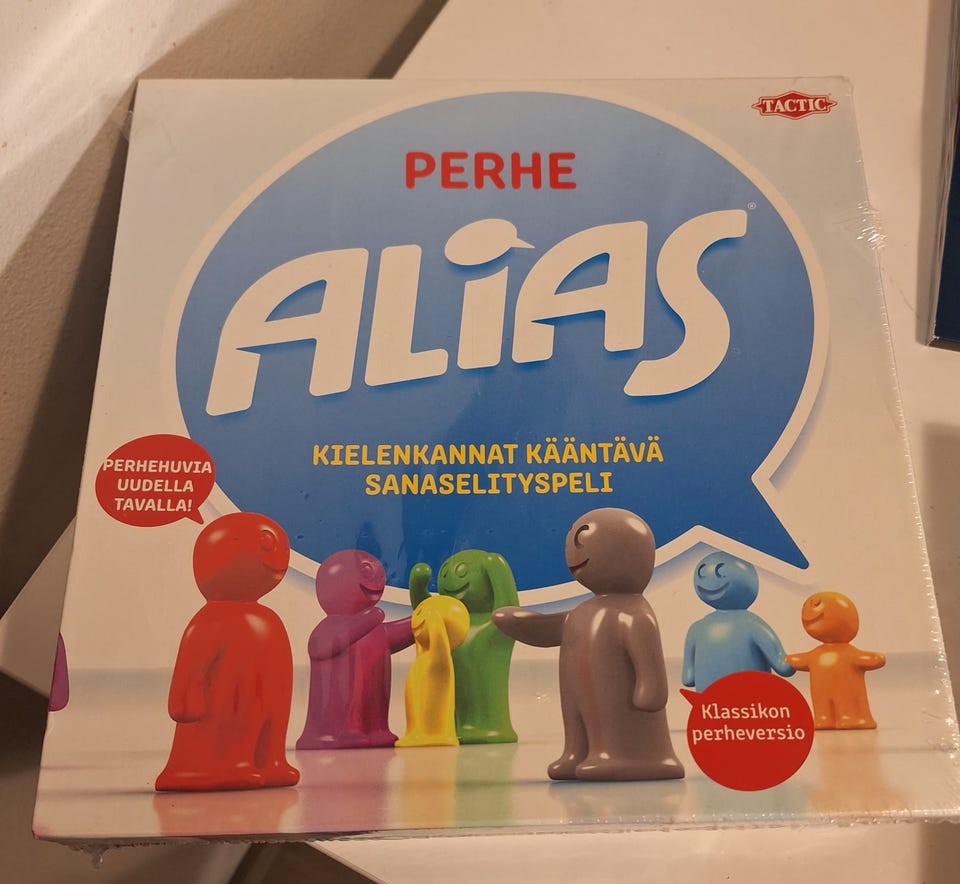 TACTIC
PERHE
ALiAS®
KIELENKANNAT KÄÄNTÄVÄ
SANASELITYSPELI
PERHEHUVIA
UUDELLA
TAVALLA!
Klassikon
perheversio